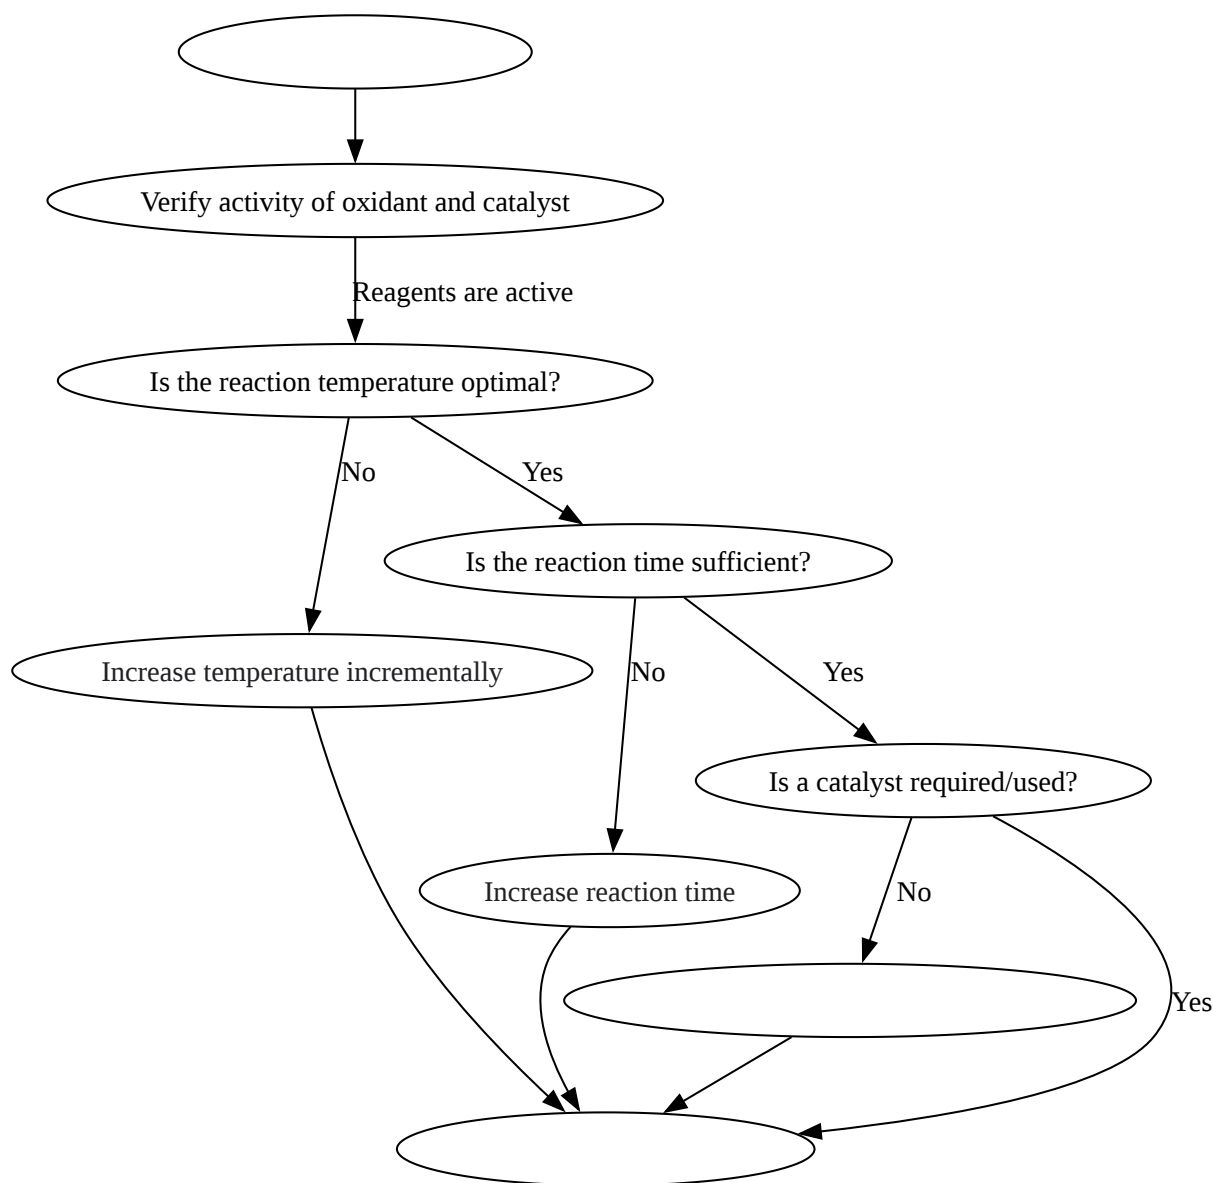 Verify activity of oxidant and catalyst
Reagents are active
Is the reaction temperature optimal?
No
Yes
Is the reaction time sufficient?
Increase temperature incrementally
No
Yes
Is a catalyst required/used?
Increase reaction time
No
Yes